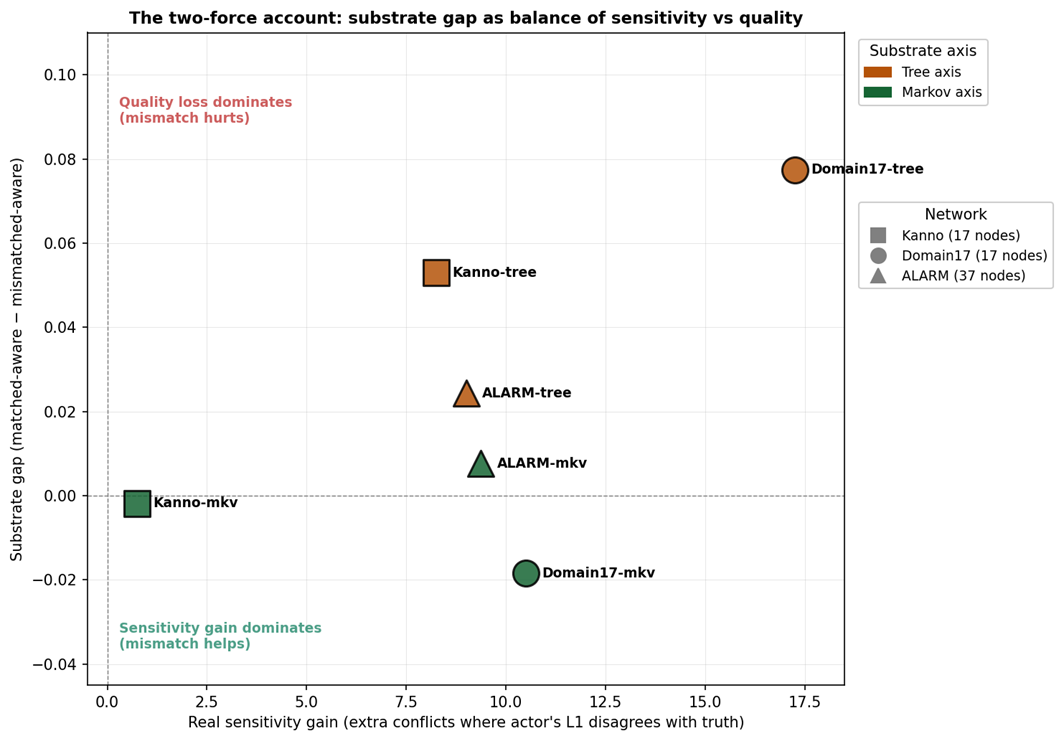 The two-force account: substrate gap as balance of sensitivity vs quality
Substrate gap (matched-aware − mismatched-aware)
0.10
0.08
0.06
0.04
0.02
0.00
−0.02
−0.04
Quality loss dominates
(mismatch hurts)
Domain17-tree
Kanno-tree
ALARM-tree
ALARM-mkv
Kanno-mkv
Domain17-mkv
Sensitivity gain dominates
(mismatch helps)
0.0 2.5 5.0 7.5 10.0 12.5 15.0 17.5
Real sensitivity gain (extra conflicts where actor's L1 disagrees with truth)
Substrate axis
Tree axis
Markov axis
Network
Kanno (17 nodes)
Domain17 (17 nodes)
ALARM (37 nodes)